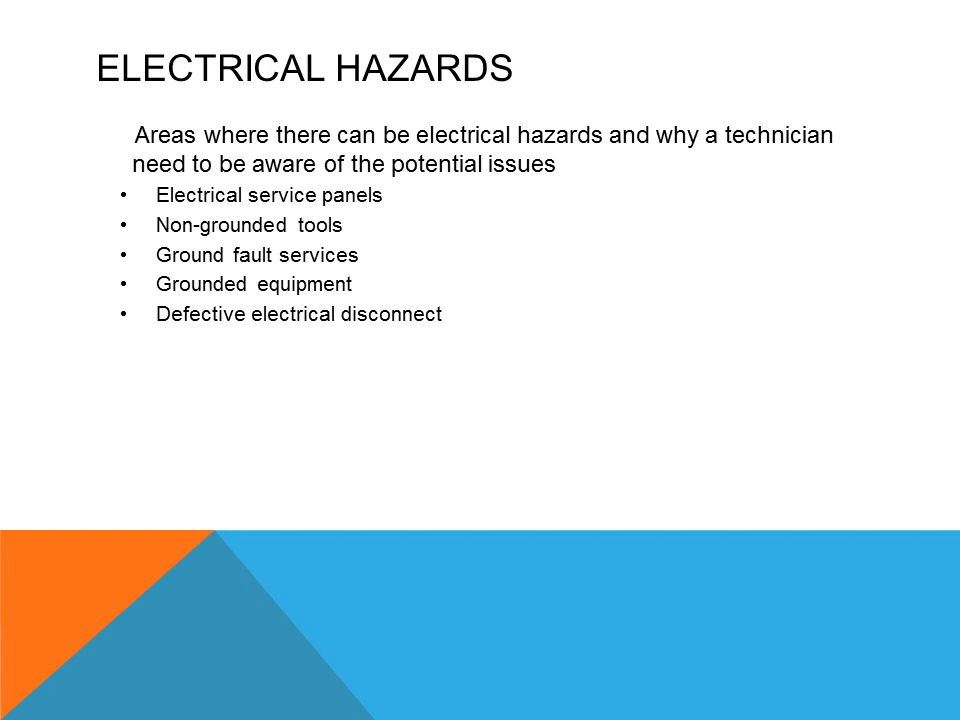 ELECTRICAL HAZARDS
Areas where there can be electrical hazards and why a technician
need to be aware of the potential issues
• Electrical service panels
• Non-grounded tools
• Ground fault services
• Grounded equipment
• Defective electrical disconnect